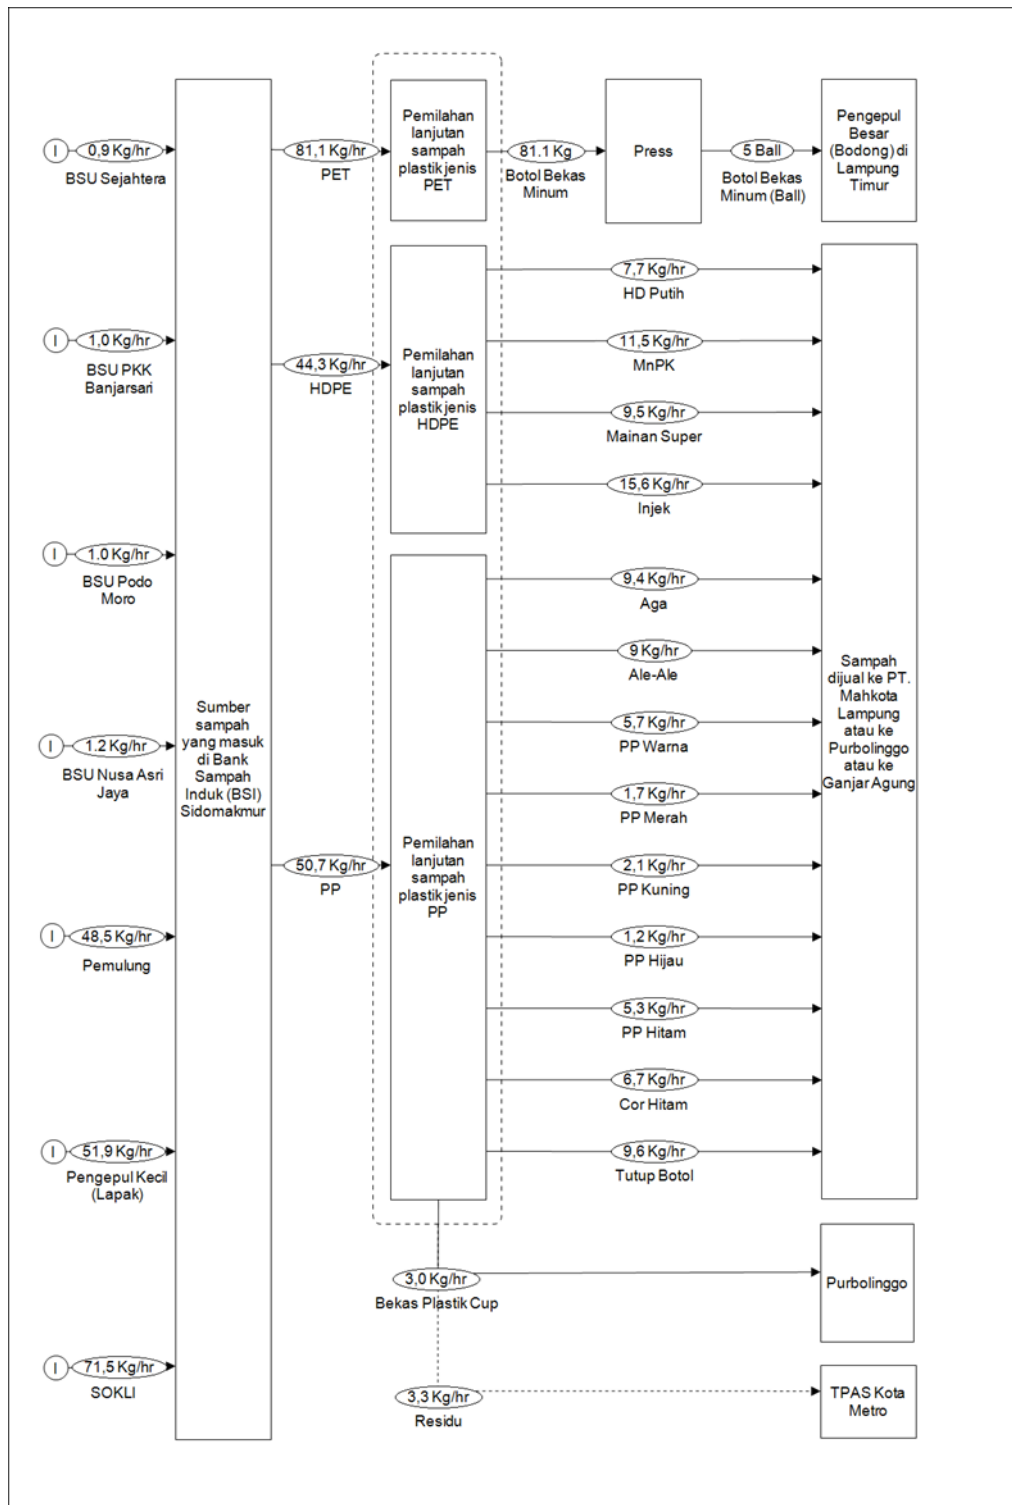 I
0,9 Kg/hr
BSU Sejahtera
I
1,0 Kg/hr
BSU PKK
Banjarsari
I
1.0 Kg/hr
BSU Podo
Moro
I
1.2 Kg/hr
BSU Nusa Asri
Jaya
I
48,5 Kg/hr
Pemulung
I
51,9 Kg/hr
Pengepul Kecil
(Lapak)
I
71,5 Kg/hr
SOKLI
Sumber
sampah
yang masuk
di Bank
Sampah
Induk (BSI)
Sidomakmur
81,1 Kg/hr
PET
44,3 Kg/hr
HDPE
50,7 Kg/hr
PP
Pemilahan
lanjutan
sampah
plastik jenis
PET
81.1 Kg
Botol Bekas
Minum
Press
5 Ball
Botol Bekas
Minum (Ball)
Pengepul
Besar
(Bodong) di
Lampung
Timur
Pemilahan
lanjutan
sampah
plastik jenis
HDPE
7,7 Kg/hr
HD Putih
11,5 Kg/hr
MnPK
9,5 Kg/hr
Mainan Super
15,6 Kg/hr
Injek
Pemilahan
lanjutan
sampah
plastik jenis
PP
9,4 Kg/hr
Aga
9 Kg/hr
Ale-Ale
5,7 Kg/hr
PP Warna
1,7 Kg/hr
PP Merah
2,1 Kg/hr
PP Kuning
1,2 Kg/hr
PP Hijau
5,3 Kg/hr
PP Hitam
6,7 Kg/hr
Cor Hitam
9,6 Kg/hr
Tutup Botol
Sampah
dijual ke PT.
Mahkota
Lampung
atau ke
Purbolinggo
atau ke
Ganjar Agung
3,0 Kg/hr
Bekas Plastik Cup
Purbolinggo
3,3 Kg/hr
Residu
TPAS Kota
Metro